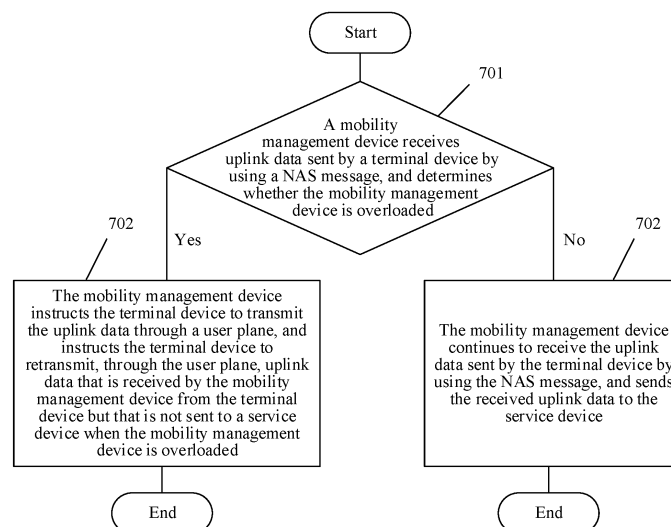 Start
701
A mobility
management device receives
uplink data sent by a terminal device by
using a NAS message, and determines
whether the mobility management
device is overloaded
702
Yes
No
702
The mobility management device
instructs the terminal device to transmit
the uplink data through a user plane, and
instructs the terminal device to
retransmit, through the user plane, uplink
data that is received by the mobility
management device from the terminal
device but that is not sent to a service
device when the mobility management
device is overloaded
The mobility management device
continues to receive the uplink
data sent by the terminal device by
using the NAS message, and sends
the received uplink data to the
service device
End
End